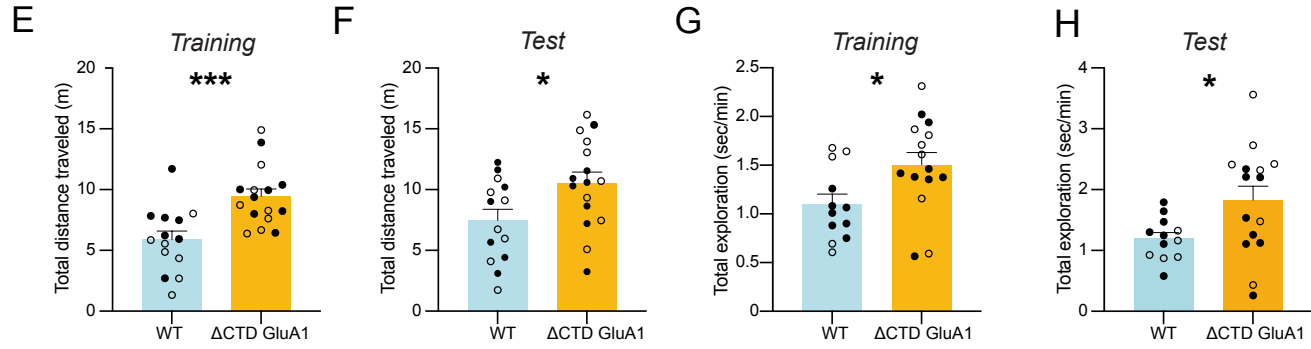 E
Training
***
Total distance traveled (m)
20
15
10
5
0
WT
ΔCTD GluA1
F
Test
*
Total distance traveled (m)
20
15
10
5
0
WT
ΔCTD GluA1
G
Training
*
Total exploration (sec/min)
2.5
2.0
1.5
1.0
0.5
0.0
WT
ΔCTD GluA1
H
Test
*
Total exploration (sec/min)
4
3
2
1
0
WT
ΔCTD GluA1